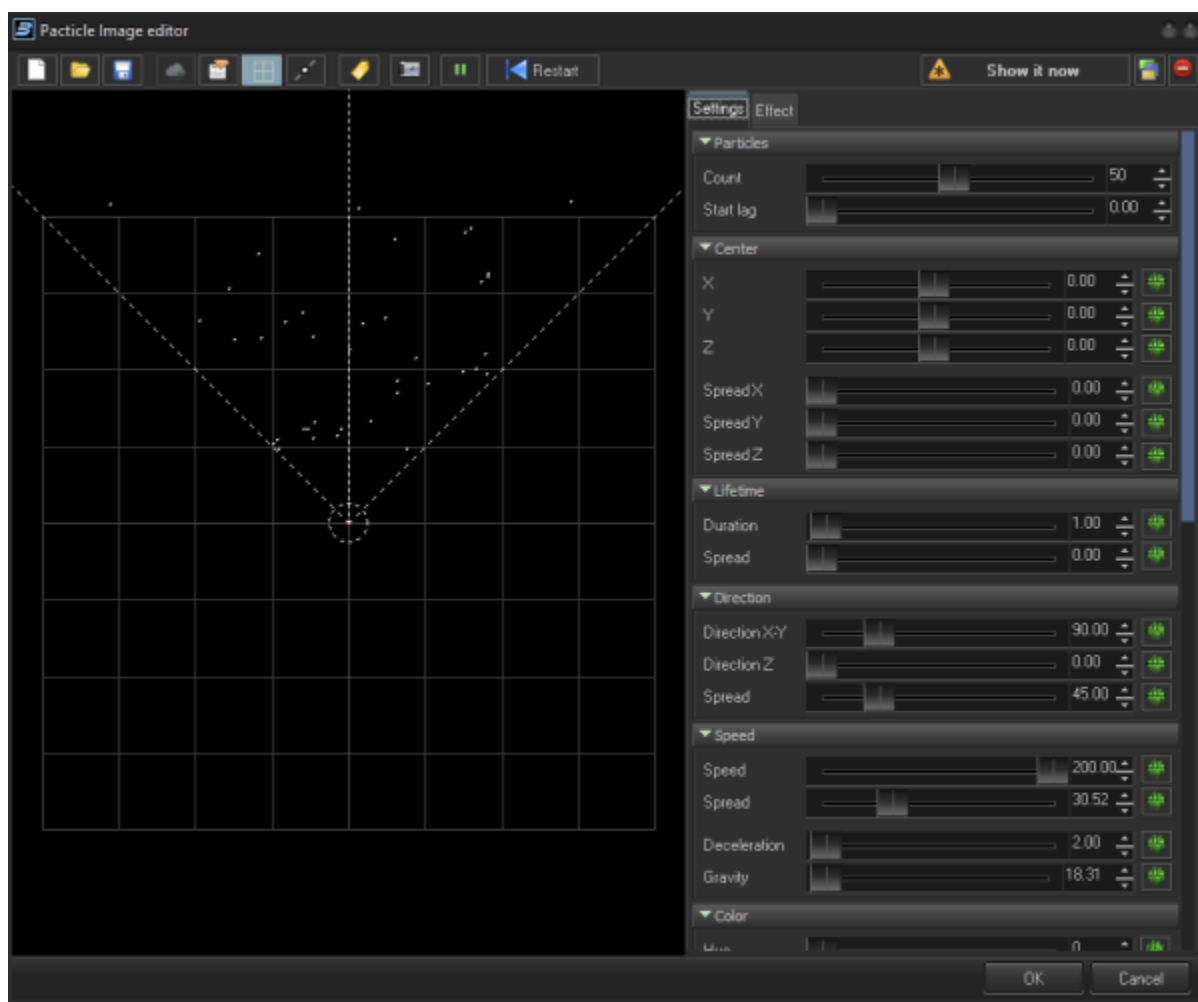 Pacticle Image editor
Restart
Show it now
Settings Effect
Particles
Count 50
Start lag 0.00
Center
X 0.00
Y 0.00
Z 0.00
Spread X 0.00
Spread Y 0.00
Spread Z 0.00
Lifetime
Duration 1.00
Spread 0.00
Direction
Direction X-Y 90.00
Direction Z 0.00
Spread 45.00
Speed
Speed 200.00
Spread 30.52
Deceleration 2.00
Gravity 18.31
Color
Hue 0
OK Cancel